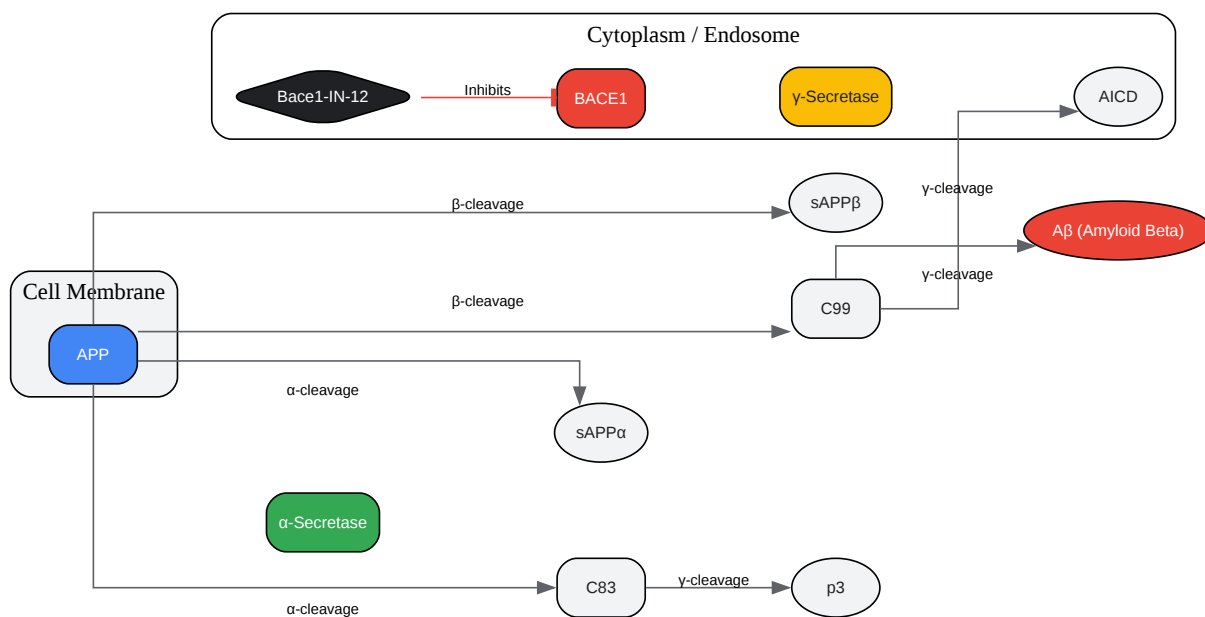 Cytoplasm / Endosome
Bace1-IN-12
Inhibits
BACE1
γ-Secretase
AICD
γ-cleavage
β-cleavage
sAPPβ
Aβ (Amyloid Beta)
γ-cleavage
Cell Membrane
β-cleavage
C99
APP
α-cleavage
sAPPα
α-Secretase
C83
γ-cleavage
p3
α-cleavage